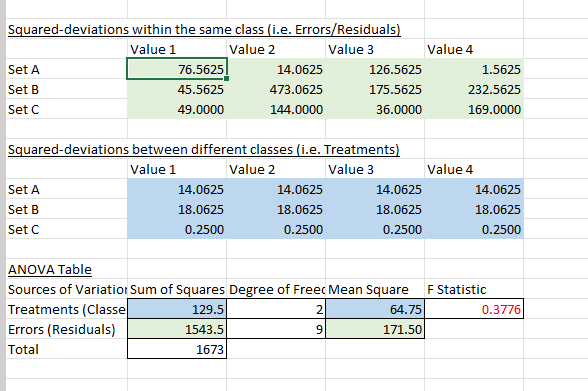 Squared-deviations within the same class (i.e. Errors/Residuals)
Value 1 Value 2 Value 3 Value 4
Set A 76.5625 14.0625 126.5625 1.5625
Set B 45.5625 473.0625 175.5625 232.5625
Set C 49.0000 144.0000 36.0000 169.0000
Squared-deviations between different classes (i.e. Treatments)
Value 1 Value 2 Value 3 Value 4
Set A 14.0625 14.0625 14.0625 14.0625
Set B 18.0625 18.0625 18.0625 18.0625
Set C 0.2500 0.2500 0.2500 0.2500
ANOVA Table
Sources of Variation Sum of Squares Degree of Freec Mean Square F Statistic
Treatments (Classe 129.5 2 64.75 0.3776
Errors (Residuals) 1543.5 9 171.50
Total 1673